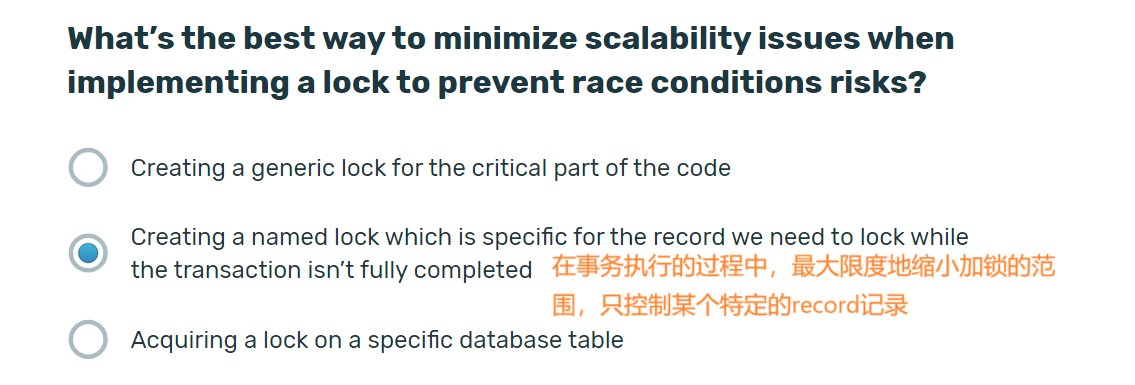 What's the best way to minimize scalability issues when
implementing a lock to prevent race conditions risks?
Creating a generic lock for the critical part of the code
Creating a named lock which is specific for the record we need to lock while
the transaction isn't fully completed
在事务执行的过程中，最大限度地缩小加锁的范
围，只控制某个特定的record记录
Acquiring a lock on a specific database table